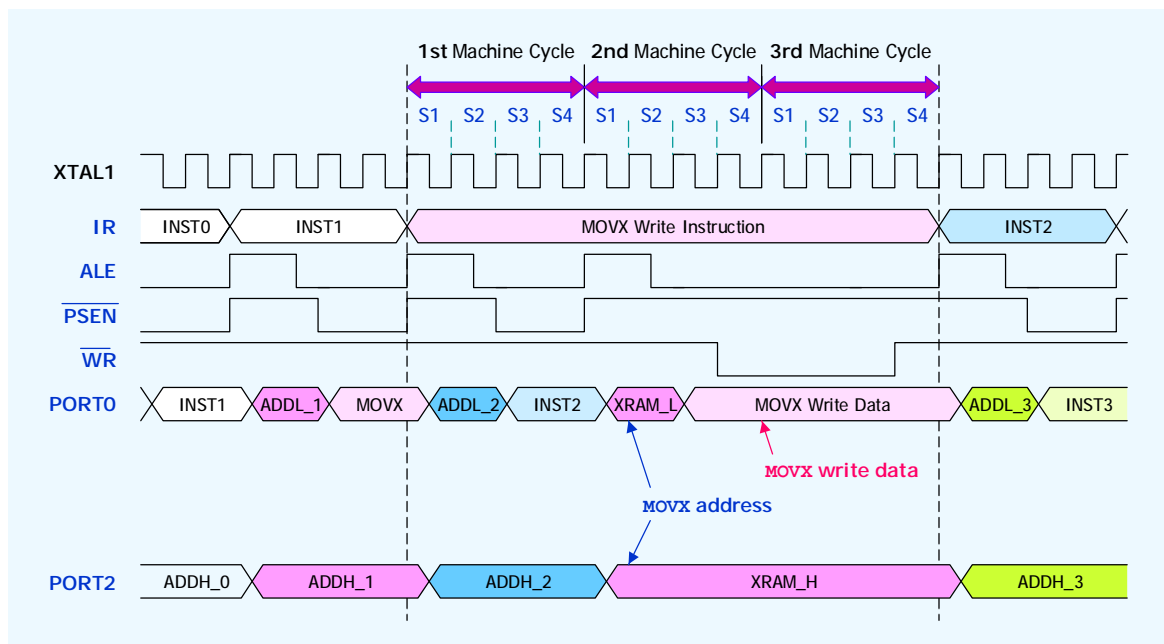 1st Machine Cycle 2nd Machine Cycle 3rd Machine Cycle
S1 S2 S3 S4 S1 S2 S3 S4 S1 S2 S3 S4
XTAL1
IR INST0 INST1 MOVX Write Instruction INST2
ALE
PSEN
WR
PORT0 INST1 ADDL_1 MOVX ADDL_2 INST2 XRAM_L MOVX Write Data ADDL_3 INST3
MOVX write data
MOVX address
PORT2 ADDH_0 ADDH_1 ADDH_2 XRAM_H ADDH_3